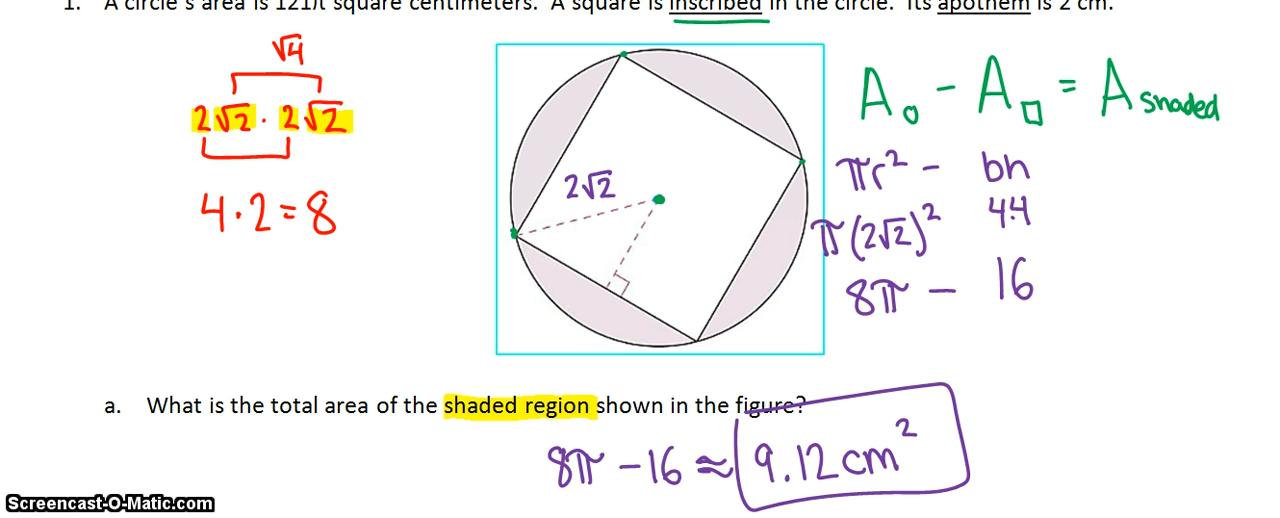 1. A circle's area is 121π square centimeters. A square is inscribed in the circle. Its apothem is 2 cm.
√4
2√2 · 2√2
4·2=8
2√2
A○ - A□ = A shaded
πr² - bh
π(2√2)² 4·4
8π - 16
a. What is the total area of the shaded region shown in the figure?
8π - 16 ≈ 9.12 cm²
Screencast-O-Matic.com